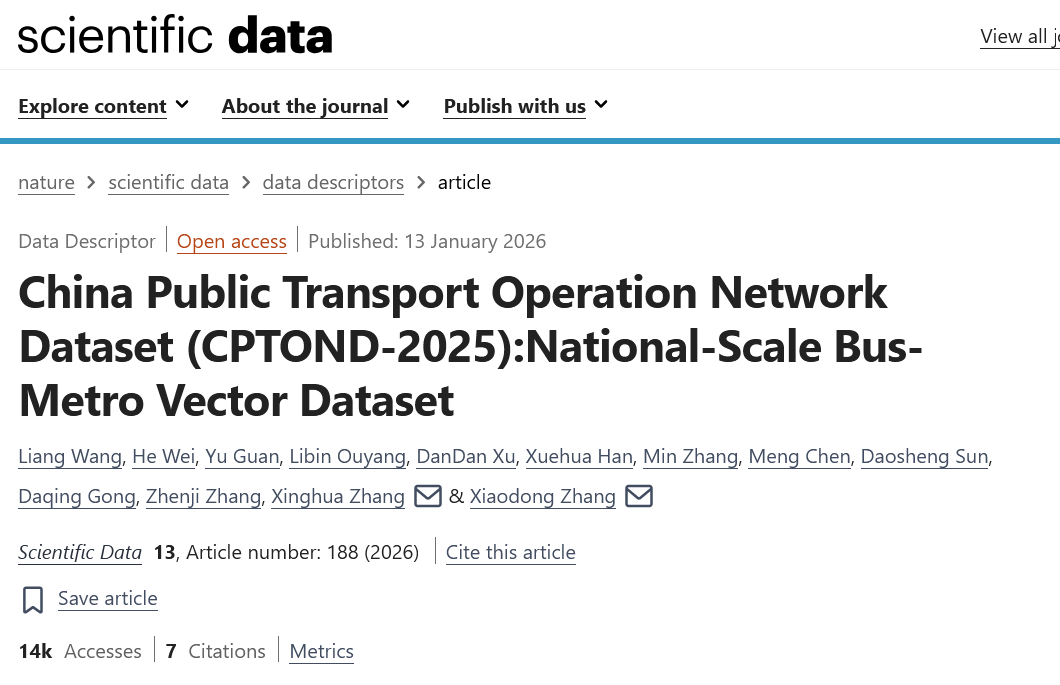 scientific data
View all jo
Explore content
About the journal
Publish with us
nature
scientific data
data descriptors
article
Data Descriptor
Open access
Published: 13 January 2026
China Public Transport Operation Network
Dataset (CPTOND-2025):National-Scale Bus-
Metro Vector Dataset
Liang Wang, He Wei, Yu Guan, Libin Ouyang, DanDan Xu, Xuehua Han, Min Zhang, Meng Chen, Daosheng Sun,
Daqing Gong, Zhenji Zhang, Xinghua Zhang & Xiaodong Zhang
Scientific Data 13, Article number: 188 (2026)
Cite this article
Save article
14k Accesses
7 Citations
Metrics